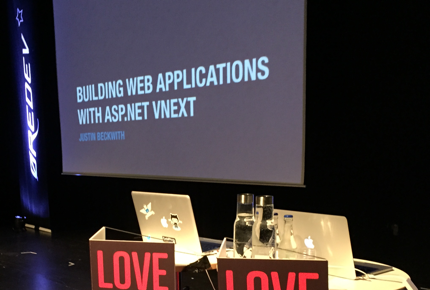 ØREDEV
BUILDING WEB APPLICATIONS
WITH ASP.NET VNEXT
JUSTIN BECKWITH
LOVE
LOVE